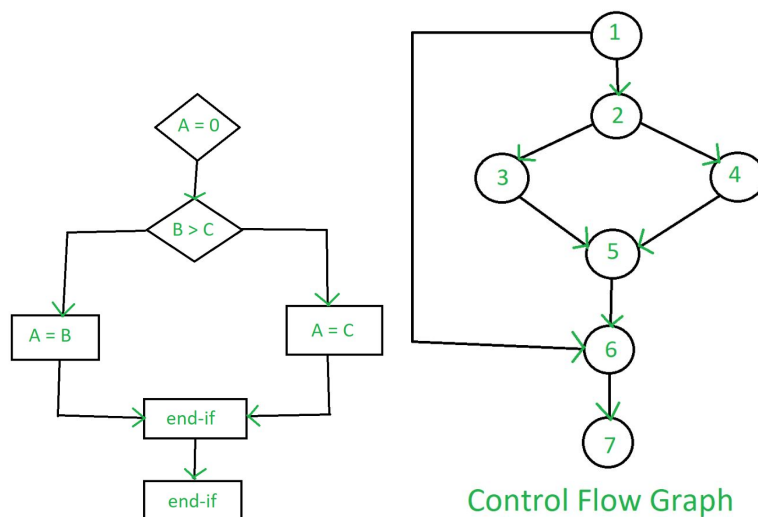 A = 0
B > C
A = B
A = C
end-if
end-if
1
2
3
4
5
6
7
Control Flow Graph